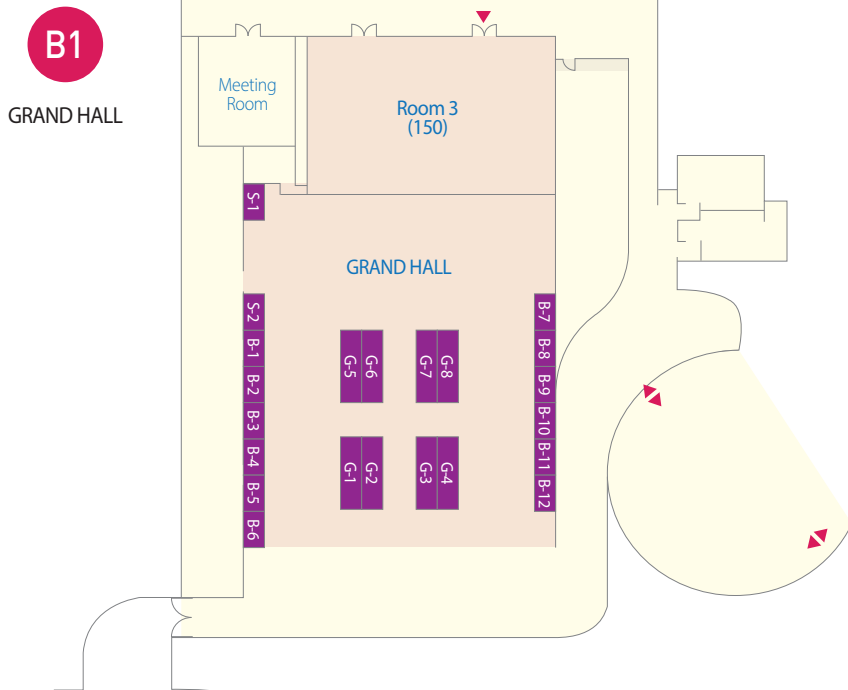 B1
GRAND HALL
Meeting
Room
Room 3
(150)
S-1
GRAND HALL
S-2
B-1
B-2
B-3
B-4
B-5
B-6
G-5
G-6
G-7
G-8
G-1
G-2
G-3
G-4
B-7
B-8
B-9
B-10
B-11
B-12